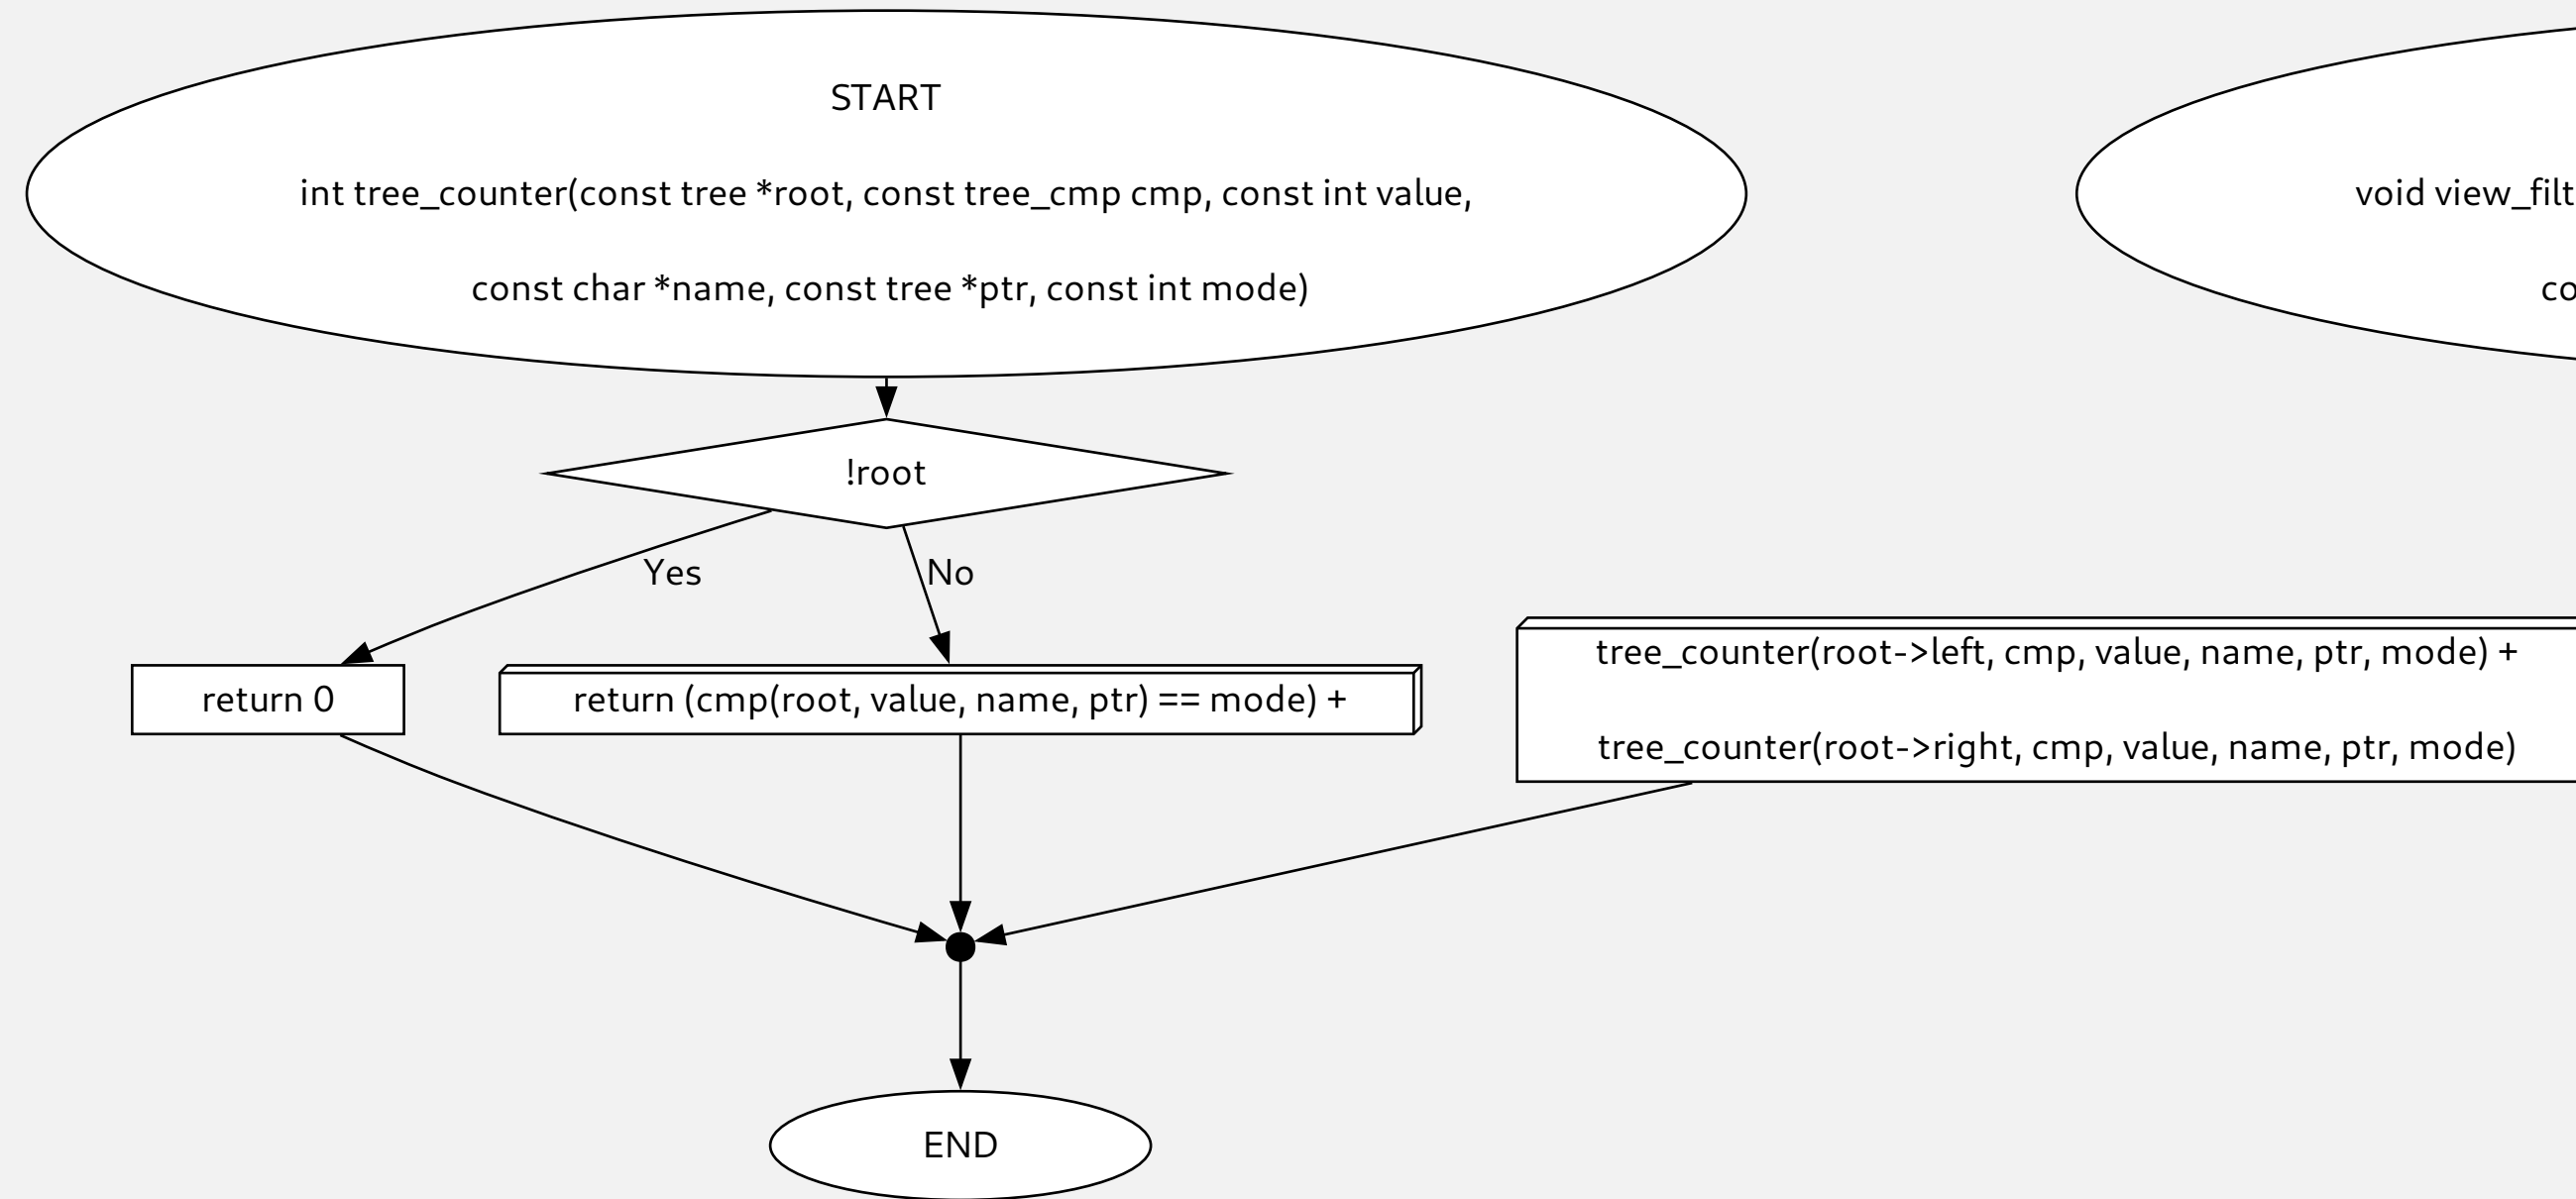 START
int tree_counter(const tree *root, const tree_cmp cmp, const int value,
const char *name, const tree *ptr, const int mode)
void view_filt
co
!root
Yes
No
return 0
return (cmp(root, value, name, ptr) == mode) +
tree_counter(root->left, cmp, value, name, ptr, mode) +
tree_counter(root->right, cmp, value, name, ptr, mode)
END